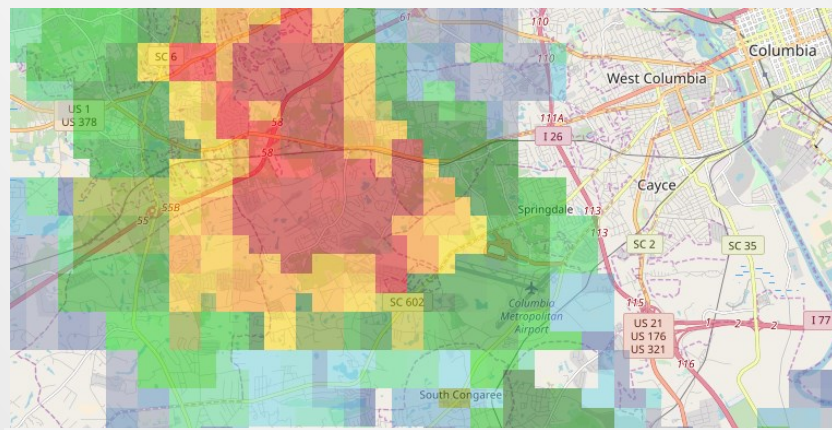 61
110
Columbia
SC 6
110
West Columbia
US 1
US 378
111A
58
I 26
58
Cayce
55B
55
Springdale
113
113
SC 2
SC 35
Columbia
Metropolitan
Airport
SC 602
115
US 21
US 176
US 321
1
2
2
I 77
116
South Congaree